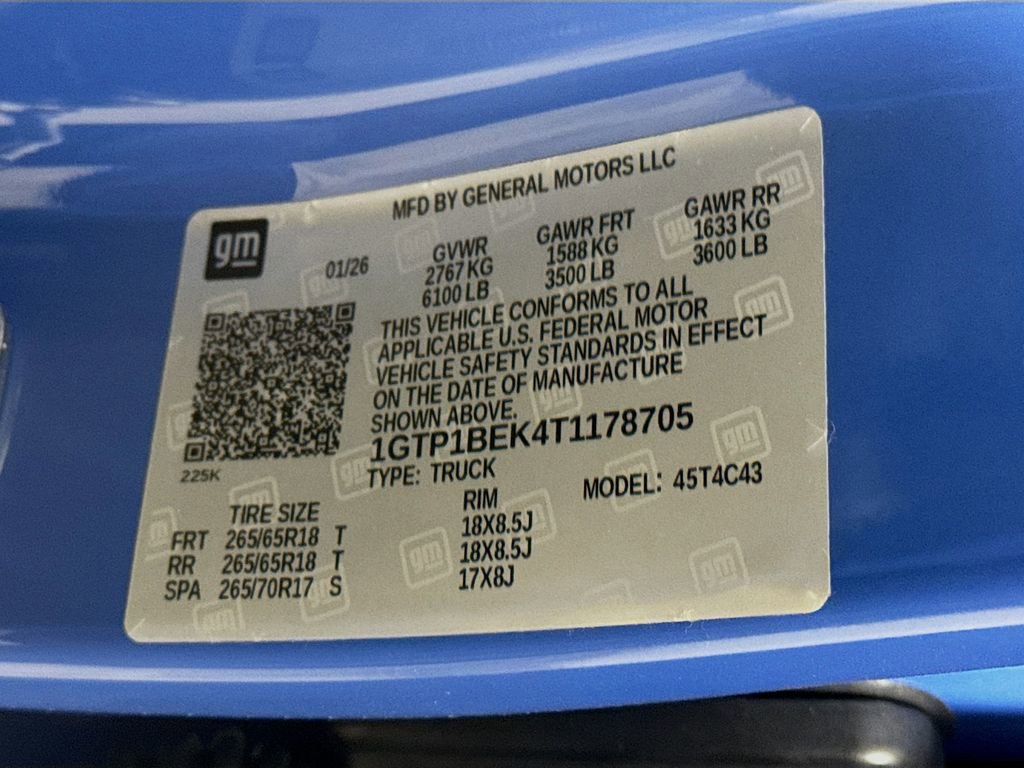 MFD BY GENERAL MOTORS LLC
gm
01/26
GVWR GAWR FRT GAWR RR
2767 KG 1588 KG 1633 KG
6100 LB 3500 LB 3600 LB
THIS VEHICLE CONFORMS TO ALL
APPLICABLE U.S. FEDERAL MOTOR
VEHICLE SAFETY STANDARDS IN EFFECT
ON THE DATE OF MANUFACTURE
SHOWN ABOVE.
1GTP1BEK4T1178705
225K
TYPE: TRUCK MODEL: 45T4C43
TIRE SIZE RIM
FRT 265/65R18 T 18X8.5J
RR 265/65R18 T 18X8.5J
SPA 265/70R17 S 17X8J